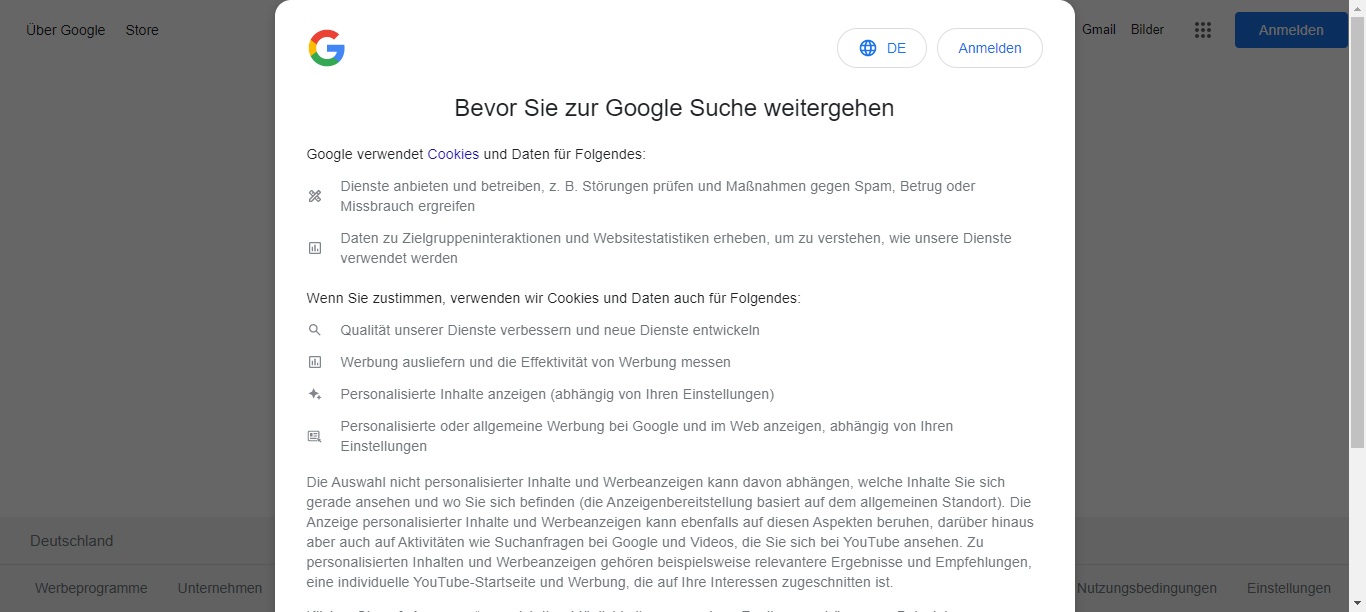 Über Google Store
Gmail Bilder Anmelden
DE Anmelden
Bevor Sie zur Google Suche weitergehen
Google verwendet Cookies und Daten für Folgendes:
Dienste anbieten und betreiben, z. B. Störungen prüfen und Maßnahmen gegen Spam, Betrug oder
Missbrauch ergreifen
Daten zu Zielgruppeninteraktionen und Websitestatistiken erheben, um zu verstehen, wie unsere Dienste
verwendet werden
Wenn Sie zustimmen, verwenden wir Cookies und Daten auch für Folgendes:
Qualität unserer Dienste verbessern und neue Dienste entwickeln
Werbung ausliefern und die Effektivität von Werbung messen
Personalisierte Inhalte anzeigen (abhängig von Ihren Einstellungen)
Personalisierte oder allgemeine Werbung bei Google und im Web anzeigen, abhängig von Ihren
Einstellungen
Die Auswahl nicht personalisierter Inhalte und Werbeanzeigen kann davon abhängen, welche Inhalte Sie sich
gerade ansehen und wo Sie sich befinden (die Anzeigenbereitstellung basiert auf dem allgemeinen Standort). Die
Anzeige personalisierter Inhalte und Werbeanzeigen kann ebenfalls auf diesen Aspekten beruhen, darüber hinaus
aber auch auf Aktivitäten wie Suchanfragen bei Google und Videos, die Sie sich bei YouTube ansehen. Zu
personalisierten Inhalten und Werbeanzeigen gehören beispielsweise relevantere Ergebnisse und Empfehlungen,
eine individuelle YouTube-Startseite und Werbung, die auf Ihre Interessen zugeschnitten ist.
Deutschland
Werbeprogramme Unternehmen
Nutzungsbedingungen Einstellungen